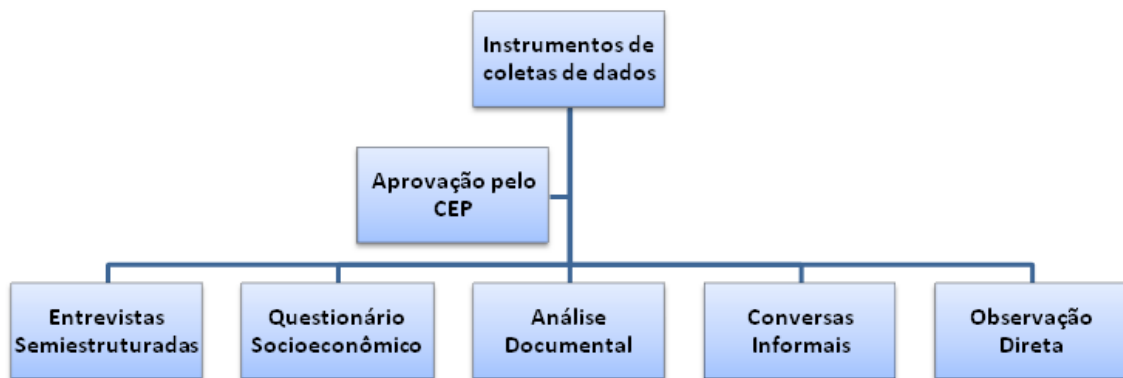 Instrumentos de
coletas de dados
Aprovação pelo
CEP
Entrevistas
Semiestruturadas
Questionário
Socioeconômico
Análise
Documental
Conversas
Informais
Observação
Direta